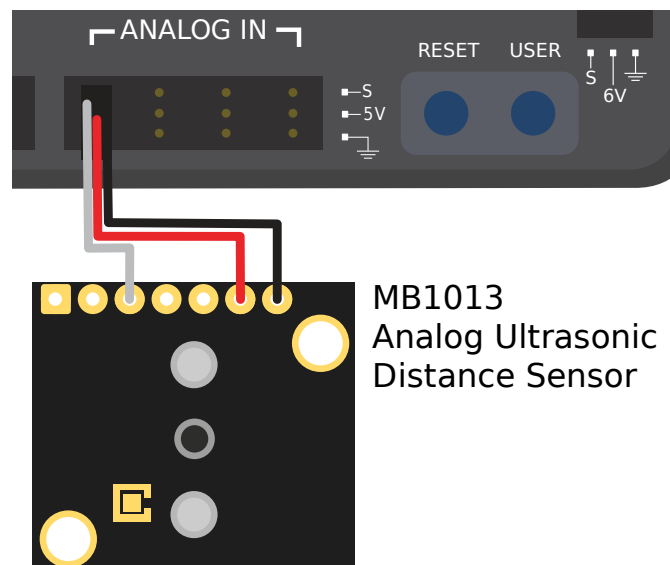 ANALOG IN
RESET
USER
S
5V
S
6V
MB1013
Analog Ultrasonic
Distance Sensor